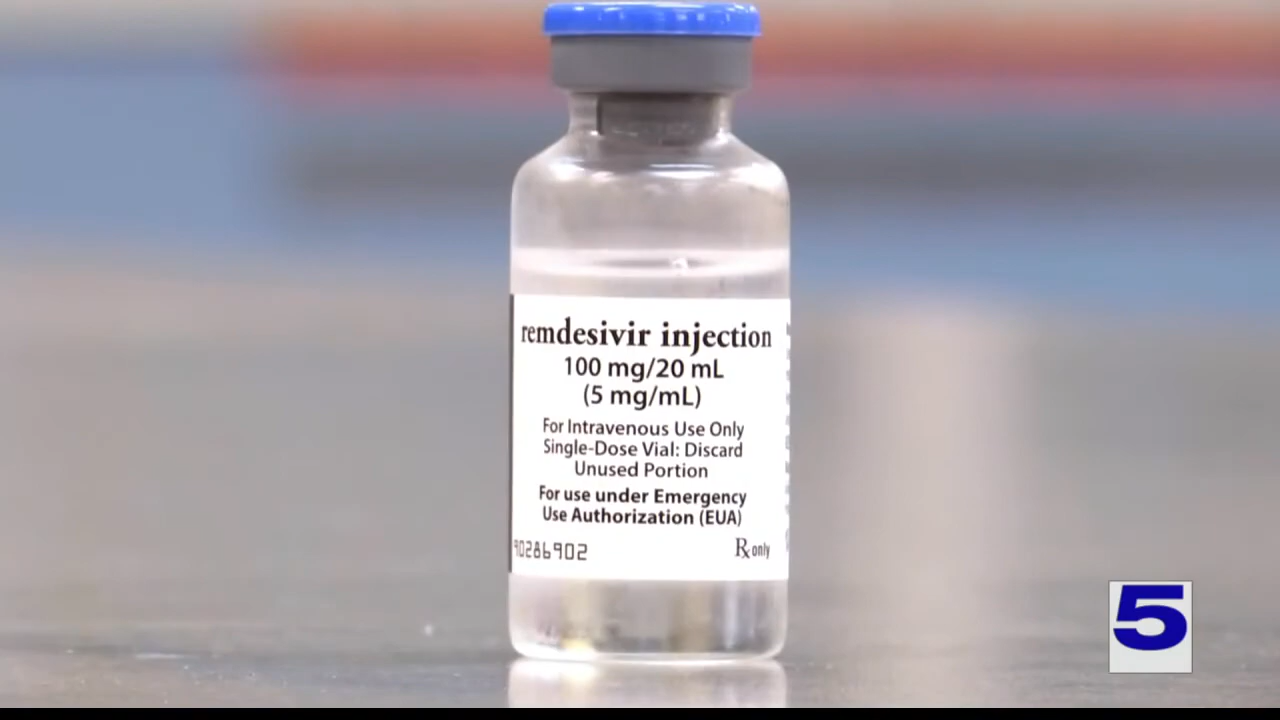 remdesivir injection
100 mg/20 mL
(5 mg/mL)
For Intravenous Use Only
Single-Dose Vial: Discard
Unused Portion
For use under Emergency
Use Authorization (EUA)
90286902
Rx only
5